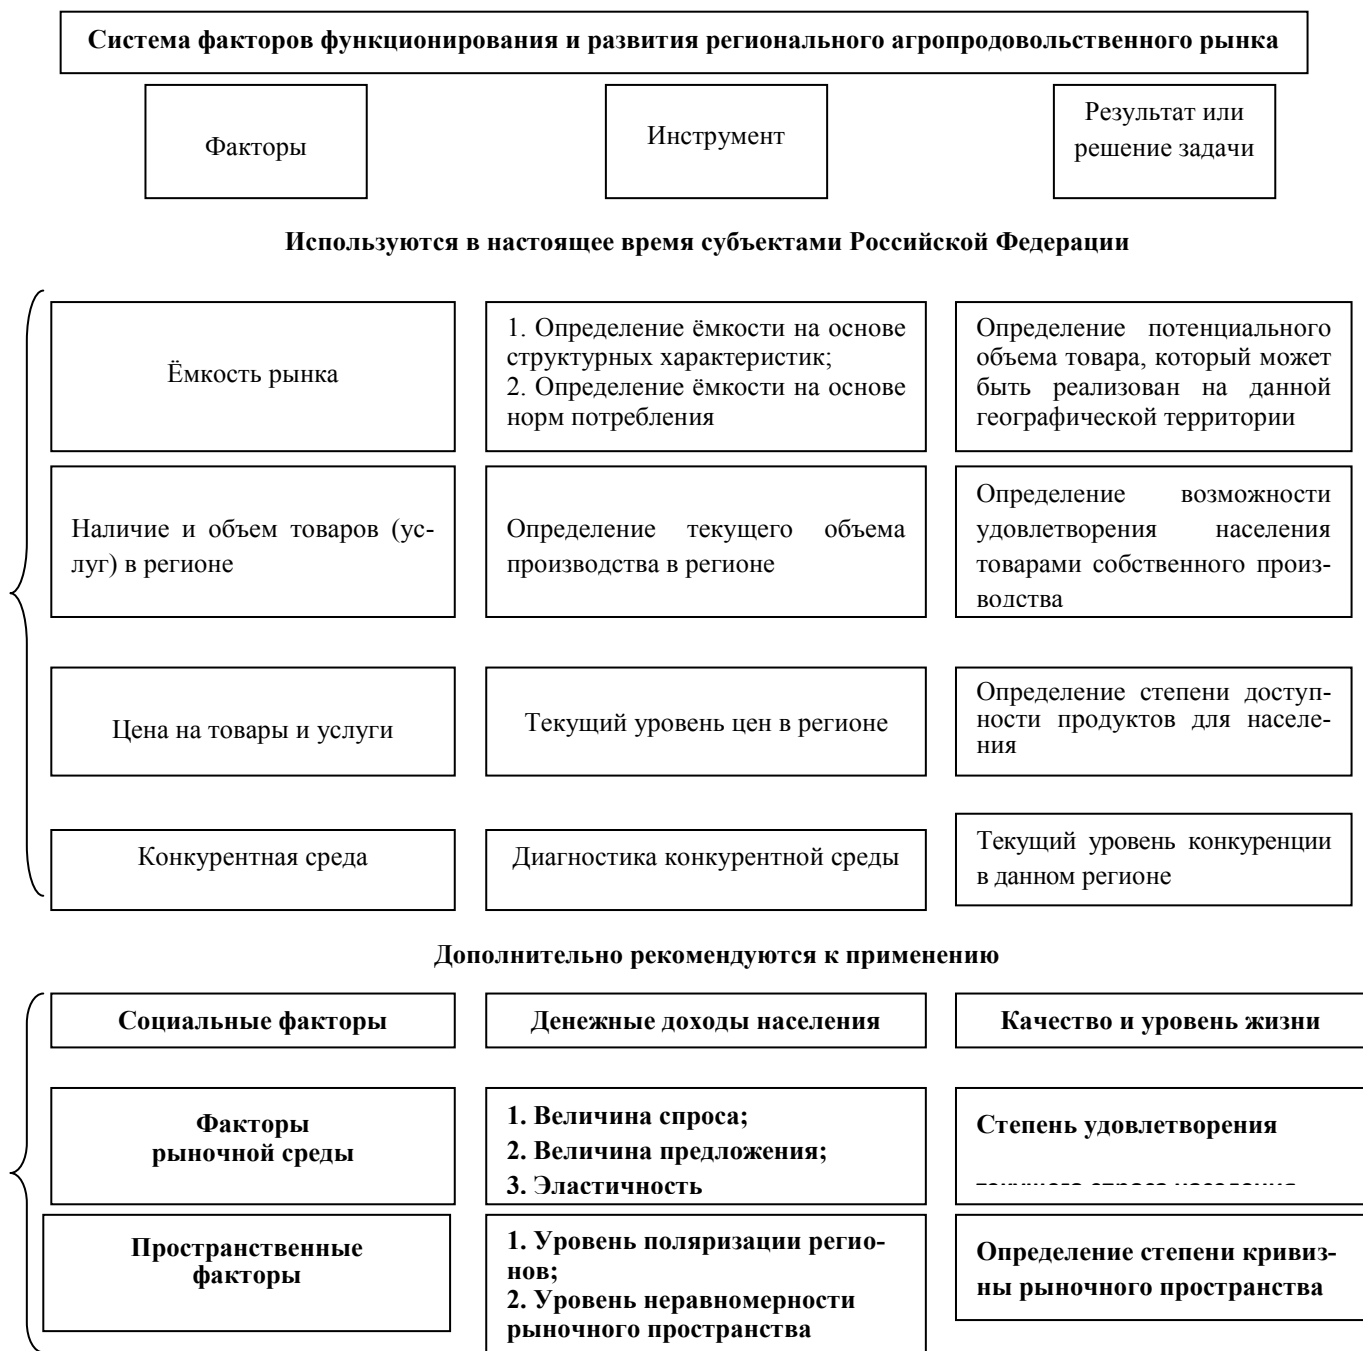 Система факторов функционирования и развития регионального агропродовольственного рынка
Факторы
Инструмент
Результат или
решение задачи
Используются в настоящее время субъектами Российской Федерации
Ёмкость рынка
1. Определение ёмкости на основе
структурных характеристик;
2. Определение ёмкости на основе
норм потребления
Определение потенциального
объема товара, который может
быть реализован на данной
географической территории
Наличие и объем товаров (ус-
луг) в регионе
Определение текущего объема
производства в регионе
Определение возможности
удовлетворения населения
товарами собственного произ-
водства
Цена на товары и услуги
Текущий уровень цен в регионе
Определение степени доступ-
ности продуктов для населе-
ния
Конкурентная среда
Диагностика конкурентной среды
Текущий уровень конкуренции
в данном регионе
Дополнительно рекомендуются к применению
Социальные факторы
Денежные доходы населения
Качество и уровень жизни
Факторы
рыночной среды
1. Величина спроса;
2. Величина предложения;
3. Эластичность
Степень удовлетворения
Пространственные
факторы
1. Уровень поляризации регио-
нов;
2. Уровень неравномерности
рыночного пространства
Определение степени кривиз-
ны рыночного пространства